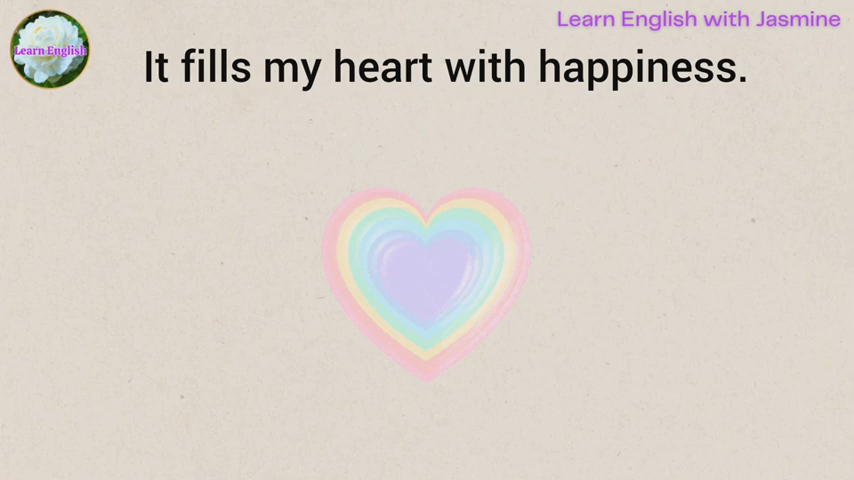 Learn English with Jasmine
Learn English
It fills my heart with happiness.